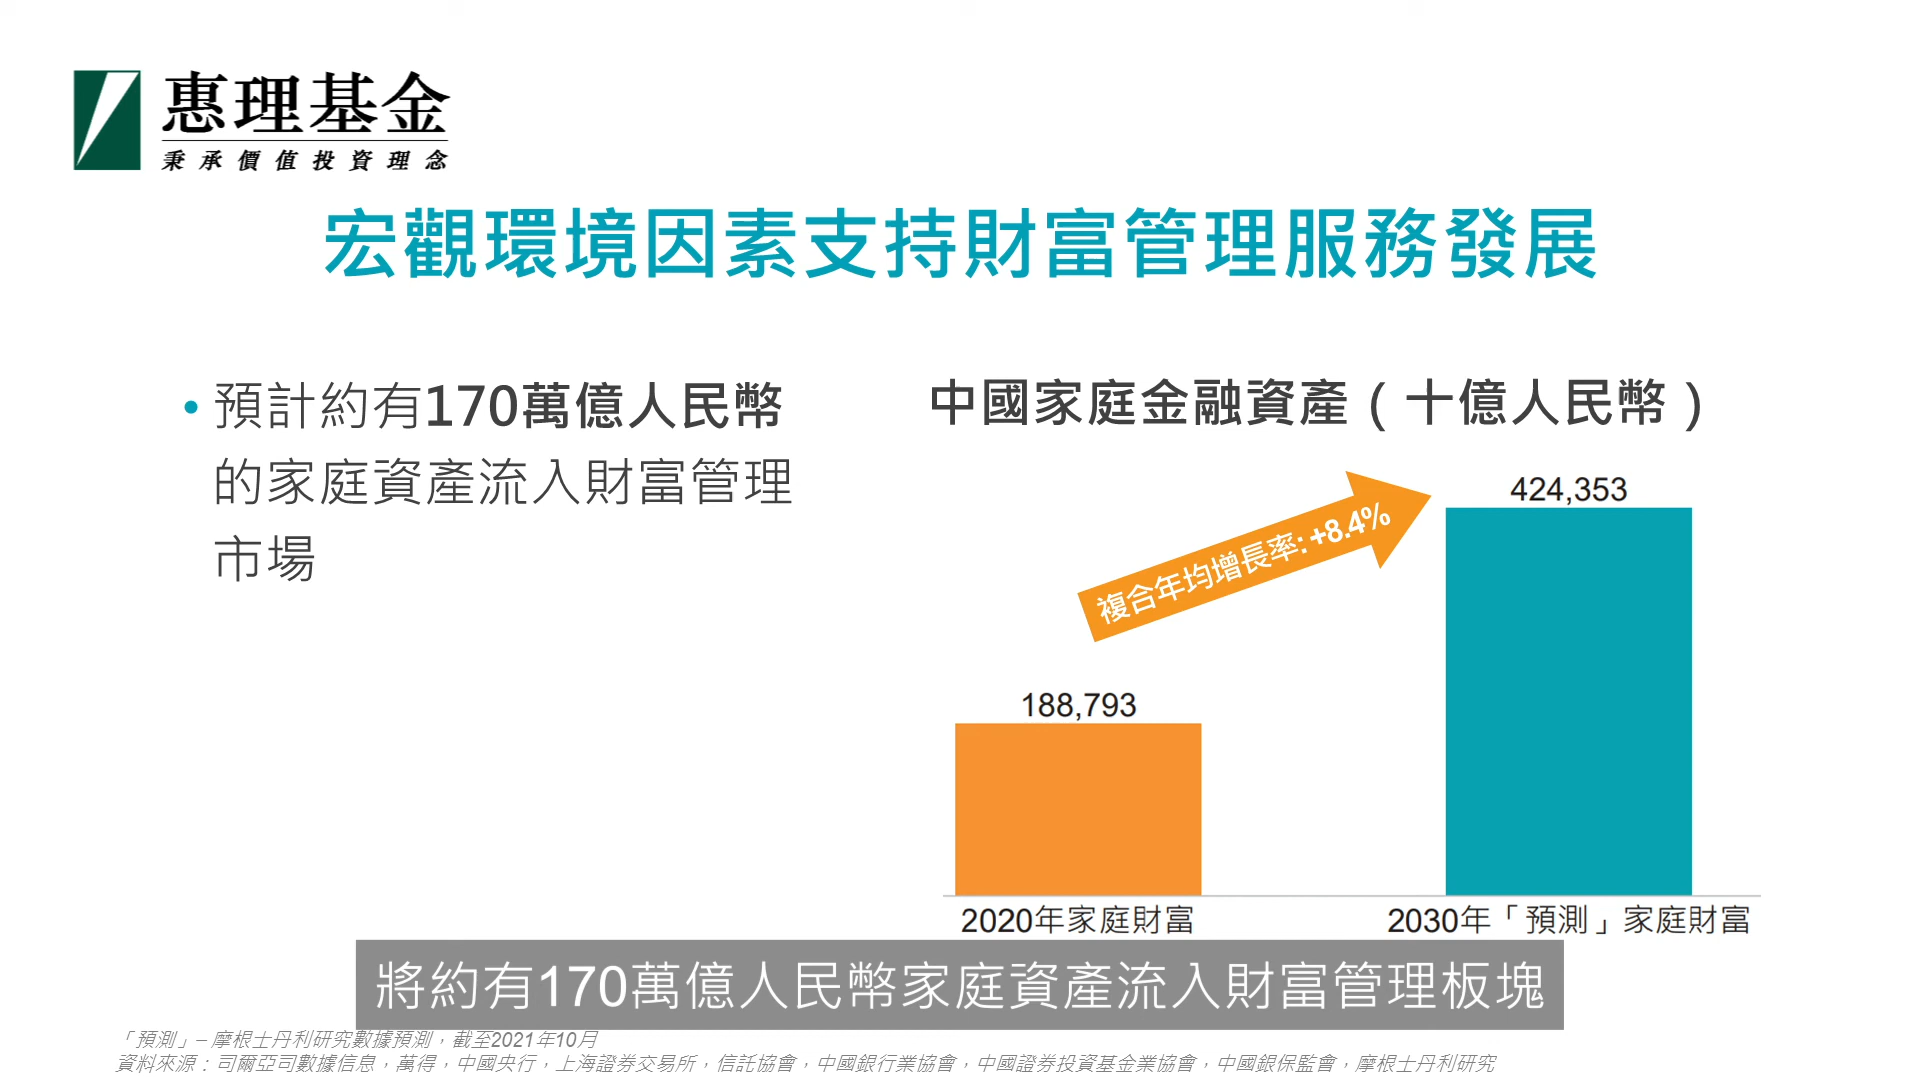 惠理基金
秉承價值投資理念
宏觀環境因素支持財富管理服務發展
• 預計約有170萬億人民幣
的家庭資產流入財富管理
市場
中國家庭金融資產（十億人民幣）
424,353
複合年均增長率: +8.4%
188,793
2020年家庭財富
2030年「預測」家庭財富
將約有170萬億人民幣家庭資產流入財富管理板塊
「預測」– 摩根士丹利研究數據預測，截至2021年10月
資料來源：司爾亞司數據信息，萬得，中國央行，上海證券交易所，信託協會，中國銀行業協會，中國證券投資基金業協會，中國銀保監會，摩根士丹利研究